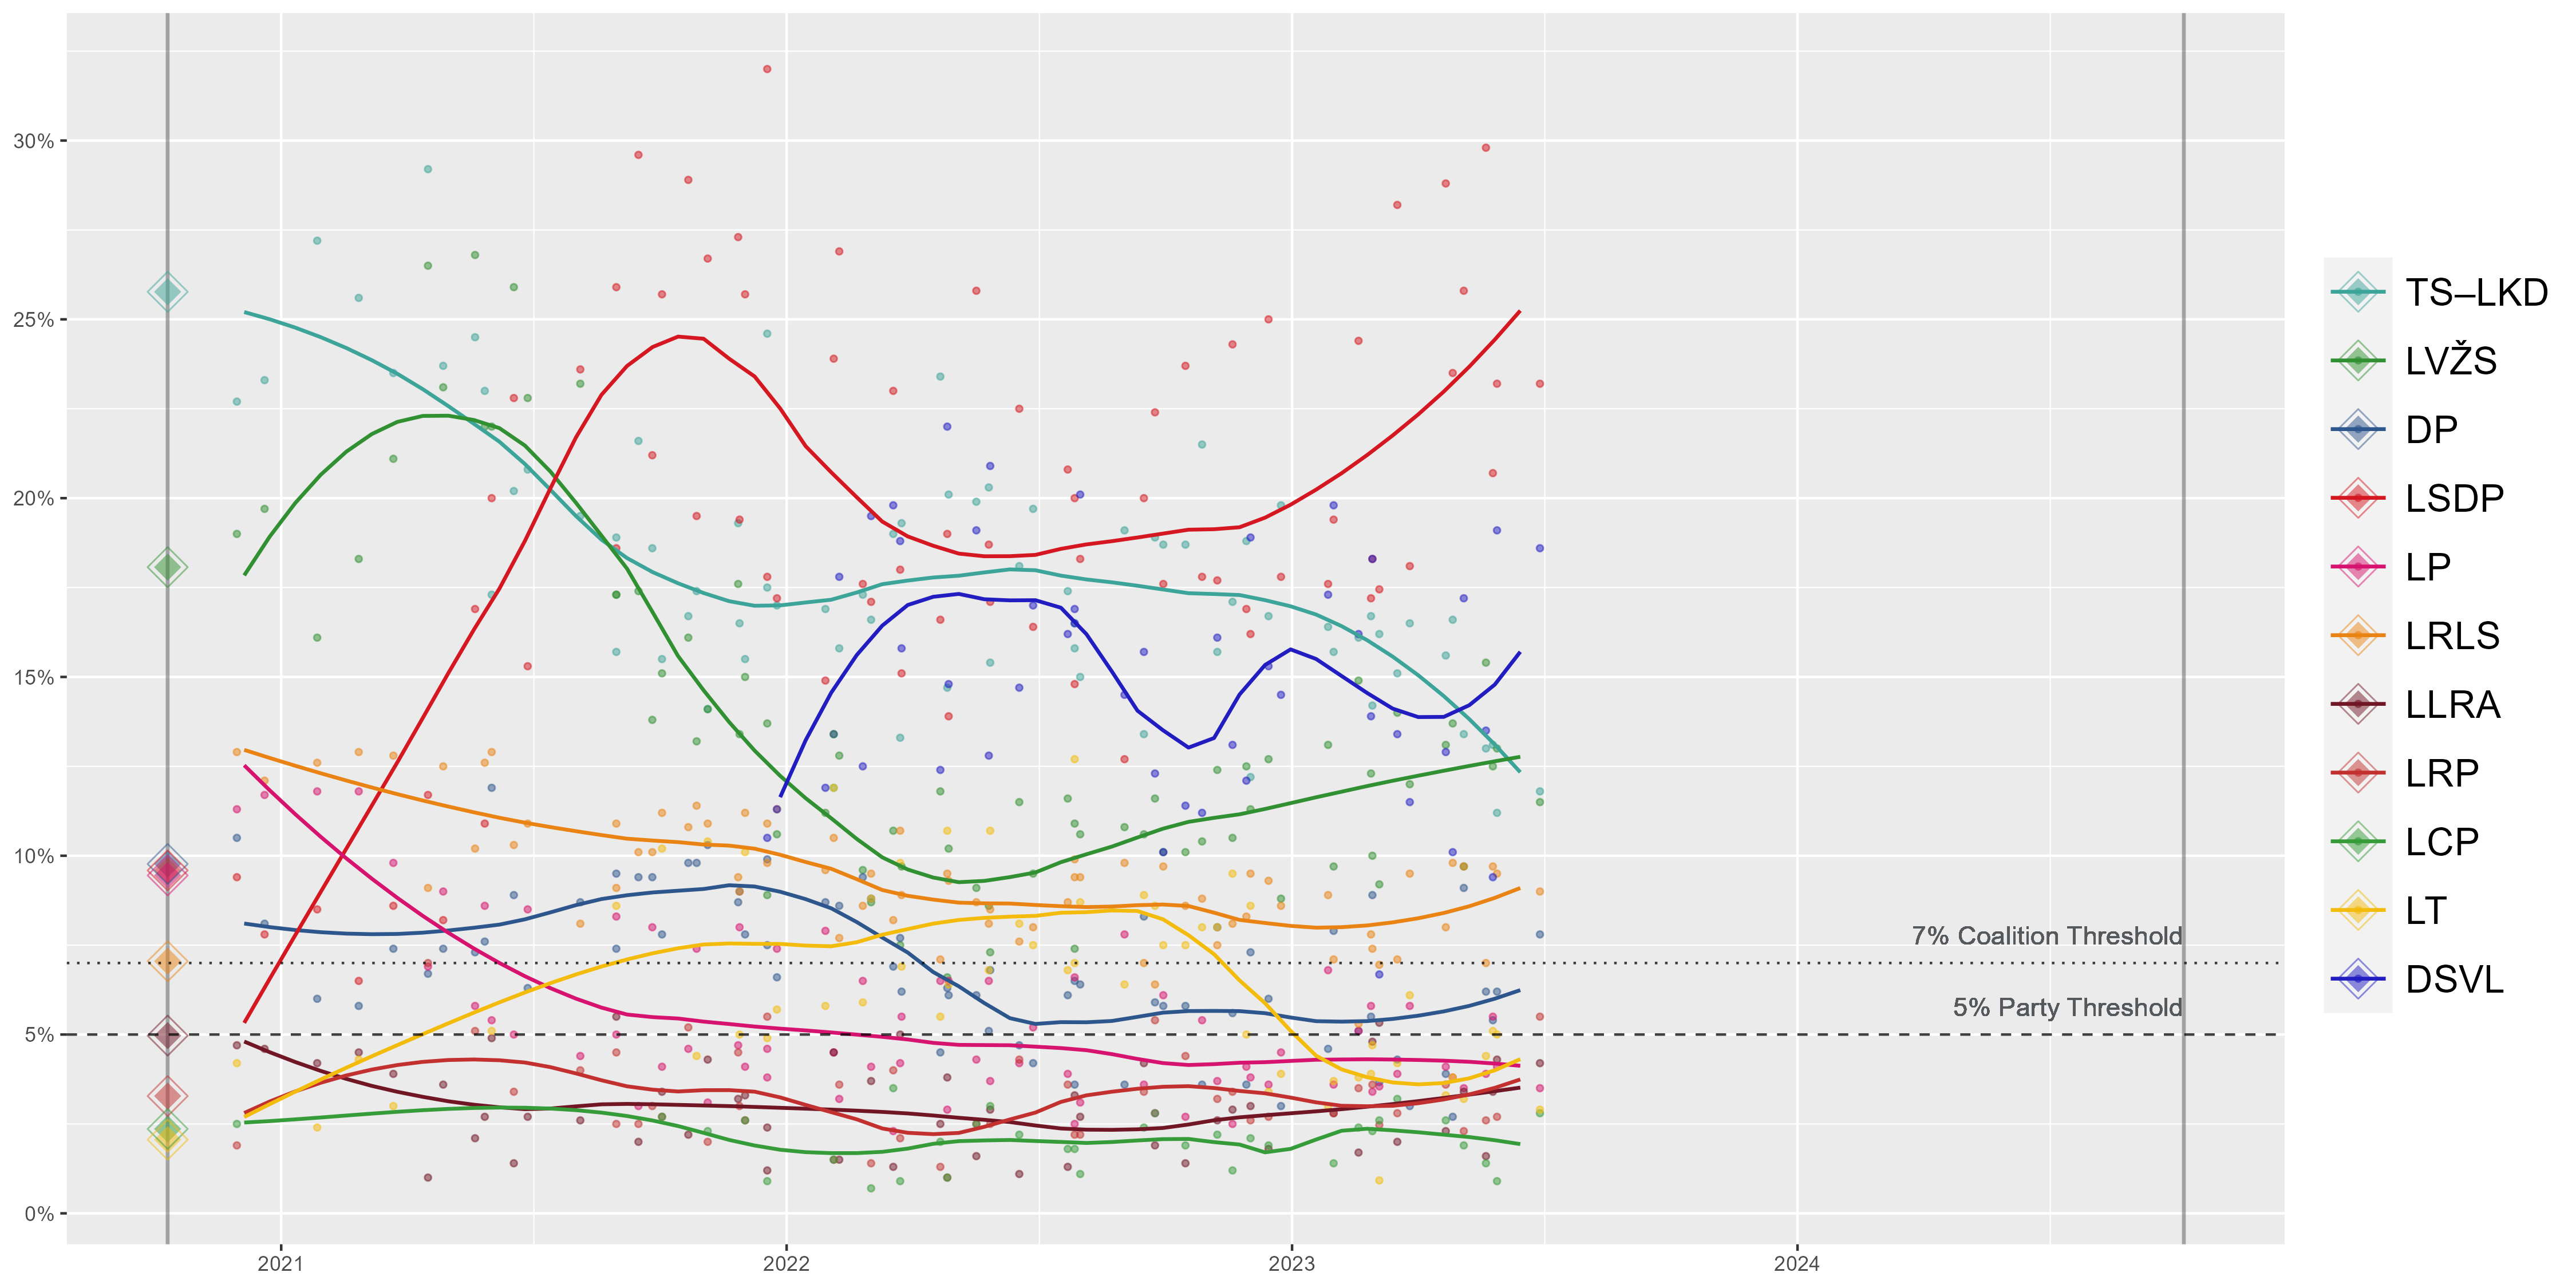 30%
25%
20%
15%
10%
5%
0%
2021
2022
2023
2024
7% Coalition Threshold
5% Party Threshold
TS–LKD
LVŽS
DP
LSDP
LP
LRLS
LLRA
LRP
LCP
LT
DSVL